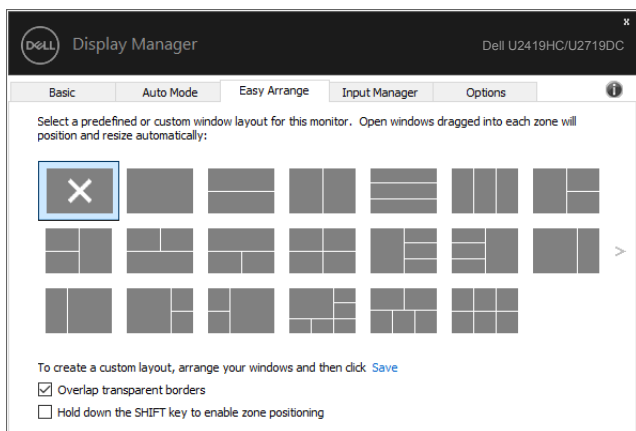 x
DELL Display Manager
Dell U2419HC/U2719DC
Basic Auto Mode Easy Arrange Input Manager Options i
Select a predefined or custom window layout for this monitor. Open windows dragged into each zone will
position and resize automatically:
>
To create a custom layout, arrange your windows and then click Save
Overlap transparent borders
Hold down the SHIFT key to enable zone positioning